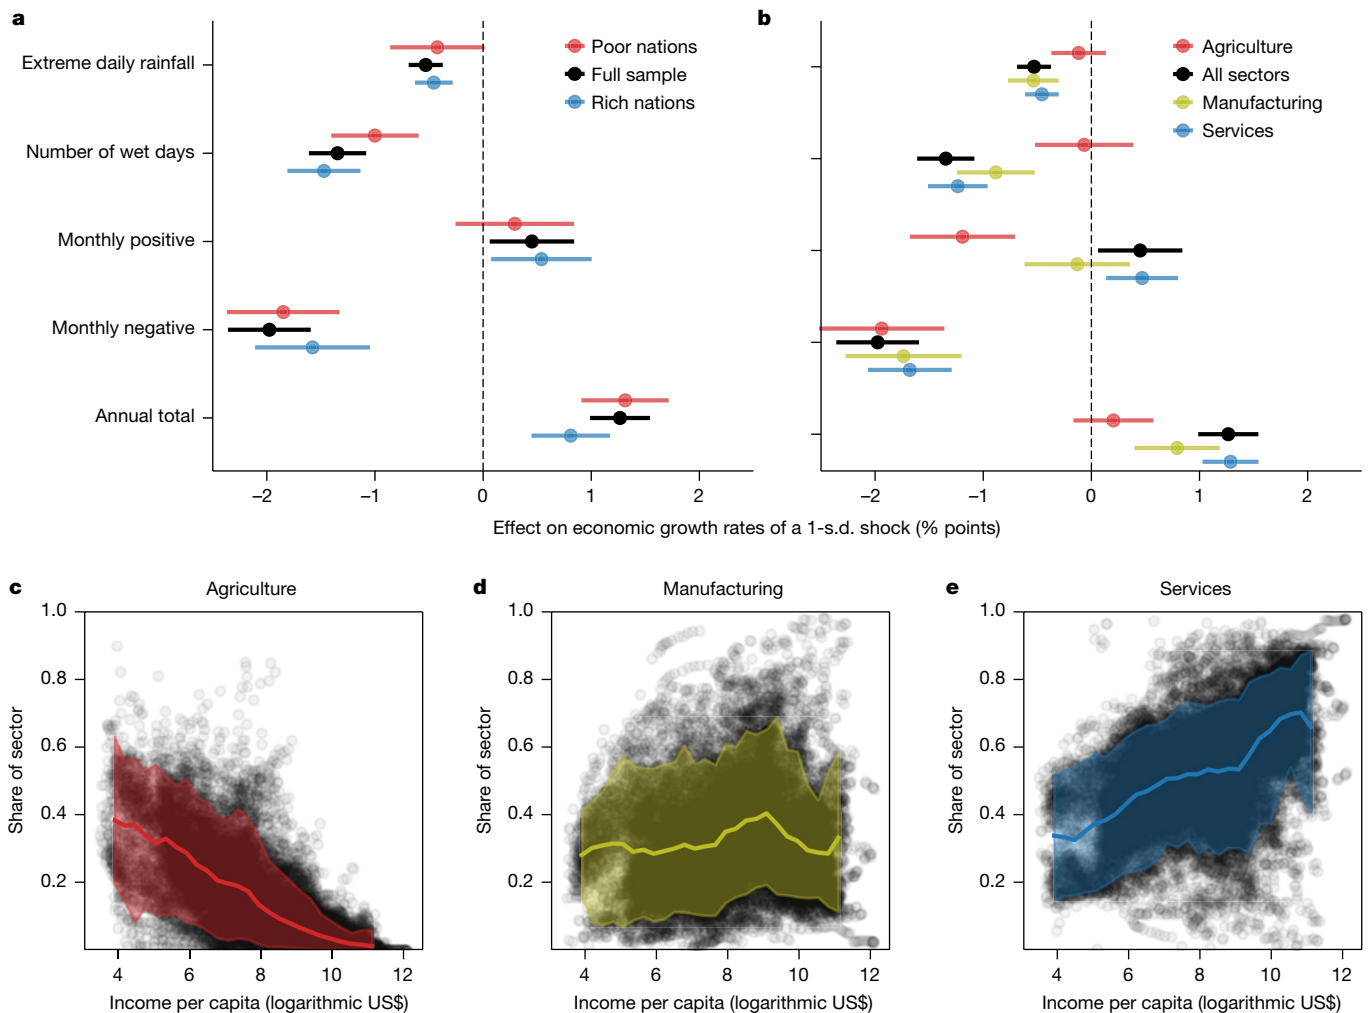 a
b
Extreme daily rainfall
Number of wet days
Monthly positive
Monthly negative
Annual total
Poor nations
Full sample
Rich nations
Agriculture
All sectors
Manufacturing
Services
–2 –1 0 1 2
–2 –1 0 1 2
Effect on economic growth rates of a 1-s.d. shock (% points)
c Agriculture
1.0
0.8
0.6
0.4
0.2
Share of sector
4 6 8 10 12
Income per capita (logarithmic US$)
d Manufacturing
1.0
0.8
0.6
0.4
0.2
Share of sector
4 6 8 10 12
Income per capita (logarithmic US$)
e Services
1.0
0.8
0.6
0.4
0.2
Share of sector
4 6 8 10 12
Income per capita (logarithmic US$)